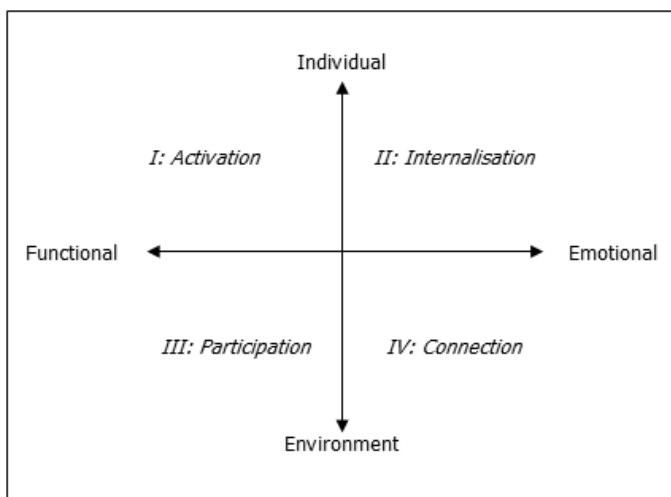 Individual
I: Activation
II: Internalisation
Functional
Emotional
III: Participation
IV: Connection
Environment